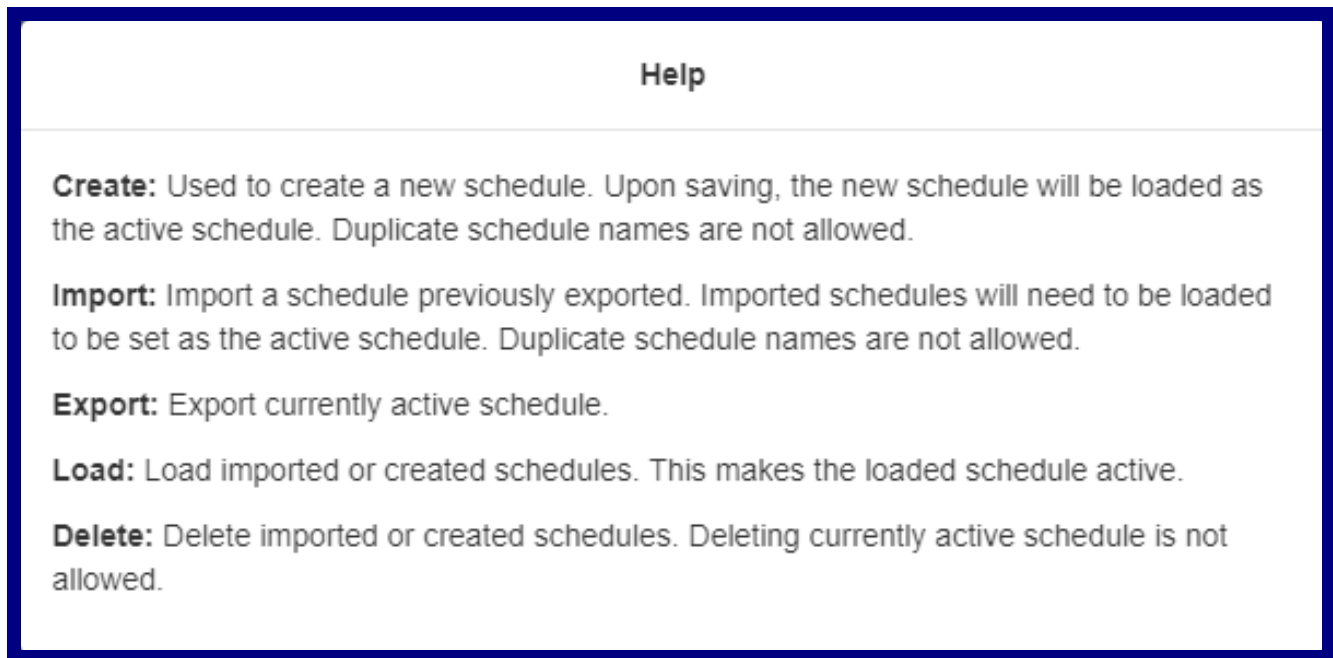 Help
Create: Used to create a new schedule. Upon saving, the new schedule will be loaded as
the active schedule. Duplicate schedule names are not allowed.
Import: Import a schedule previously exported. Imported schedules will need to be loaded
to be set as the active schedule. Duplicate schedule names are not allowed.
Export: Export currently active schedule.
Load: Load imported or created schedules. This makes the loaded schedule active.
Delete: Delete imported or created schedules. Deleting currently active schedule is not
allowed.